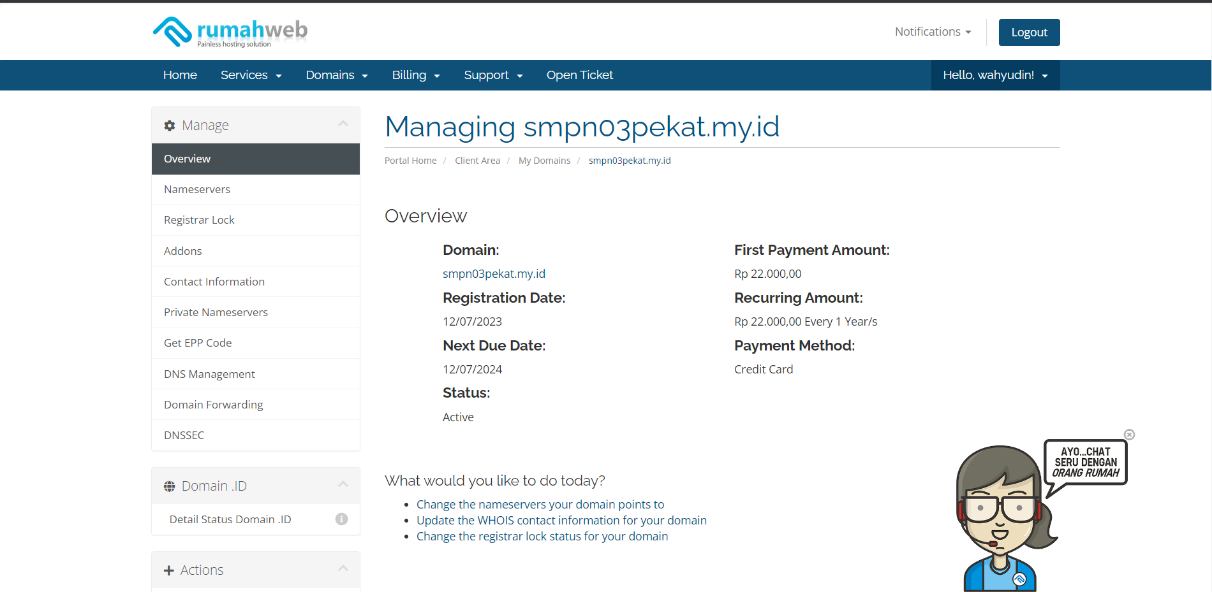 rumahweb
Painless hosting solution
Notifications
Logout
Home
Services
Domains
Billing
Support
Open Ticket
Hello, wahyudin!
Manage
Overview
Nameservers
Registrar Lock
Addons
Contact Information
Private Nameservers
Get EPP Code
DNS Management
Domain Forwarding
DNSSEC
Domain .ID
Detail Status Domain .ID
Actions
Managing smpn03pekat.my.id
Portal Home / Client Area / My Domains / smpn03pekat.my.id
Overview
Domain:
smpn03pekat.my.id
Registration Date:
12/07/2023
Next Due Date:
12/07/2024
Status:
Active
First Payment Amount:
Rp 22.000,00
Recurring Amount:
Rp 22.000,00 Every 1 Year/s
Payment Method:
Credit Card
What would you like to do today?
Change the nameservers your domain points to
Update the WHOIS contact information for your domain
Change the registrar lock status for your domain
AYO...CHAT
SERU DENGAN
ORANG RUMAH